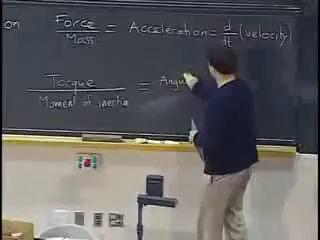 on Force/Mass = Acceleration = d/dt (velocity)
Torque/Moment of inertia = Angu